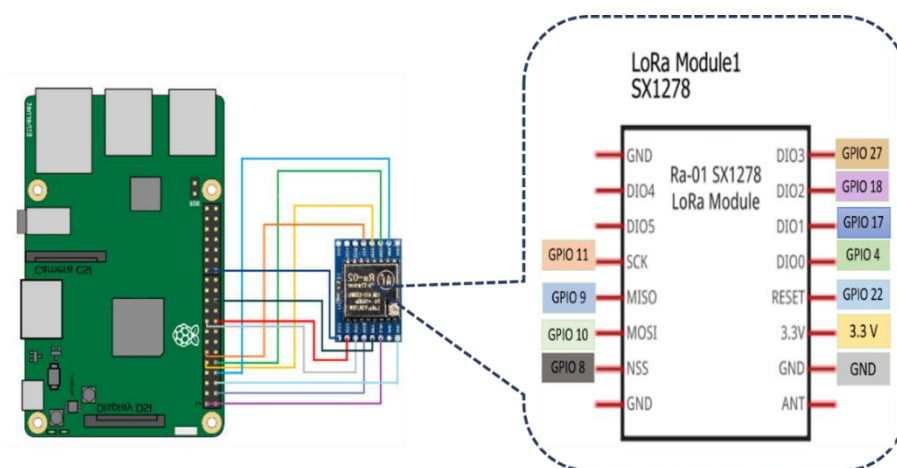 LoRa Module1
SX1278
Ra-01 SX1278
LoRa Module
GND
DIO4
DIO5
GPIO 11
SCK
GPIO 9
MISO
GPIO 10
MOSI
GPIO 8
NSS
GND
DIO3
GPIO 27
DIO2
GPIO 18
DIO1
GPIO 17
DIO0
GPIO 4
RESET
GPIO 22
3.3V
3.3 V
GND
GND
ANT
Camera CSI
Display DSI
Ra-02